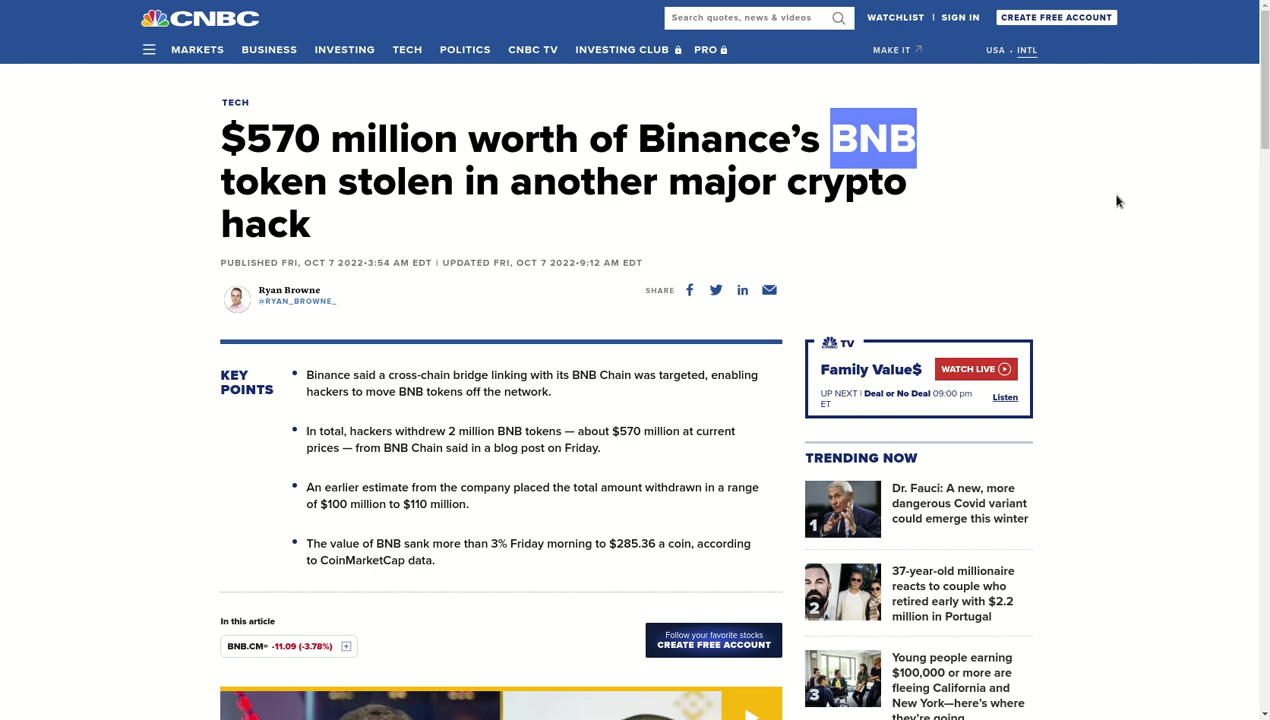 CNBC
Search quotes, news & videos
WATCHLIST | SIGN IN
CREATE FREE ACCOUNT
MARKETS BUSINESS INVESTING TECH POLITICS CNBC TV INVESTING CLUB PRO
MAKE IT
USA • INTL
TECH
$570 million worth of Binance’s BNB
token stolen in another major crypto
hack
PUBLISHED FRI, OCT 7 2022•3:54 AM EDT | UPDATED FRI, OCT 7 2022•9:12 AM EDT
Ryan Browne
@RYAN_BROWNE_
SHARE
KEY
POINTS
• Binance said a cross-chain bridge linking with its BNB Chain was targeted, enabling
hackers to move BNB tokens off the network.
• In total, hackers withdrew 2 million BNB tokens — about $570 million at current
prices — from BNB Chain said in a blog post on Friday.
• An earlier estimate from the company placed the total amount withdrawn in a range
of $100 million to $110 million.
• The value of BNB sank more than 3% Friday morning to $285.36 a coin, according
to CoinMarketCap data.
In this article
BNB.CM= -11.09 (-3.78%)
Follow your favorite stocks
CREATE FREE ACCOUNT
TV
Family Value$
WATCH LIVE
UP NEXT | Deal or No Deal 09:00 pm
ET
Listen
TRENDING NOW
1
Dr. Fauci: A new, more
dangerous Covid variant
could emerge this winter
2
37-year-old millionaire
reacts to couple who
retired early with $2.2
million in Portugal
3
Young people earning
$100,000 or more are
fleeing California and
New York—here’s where
they’re going